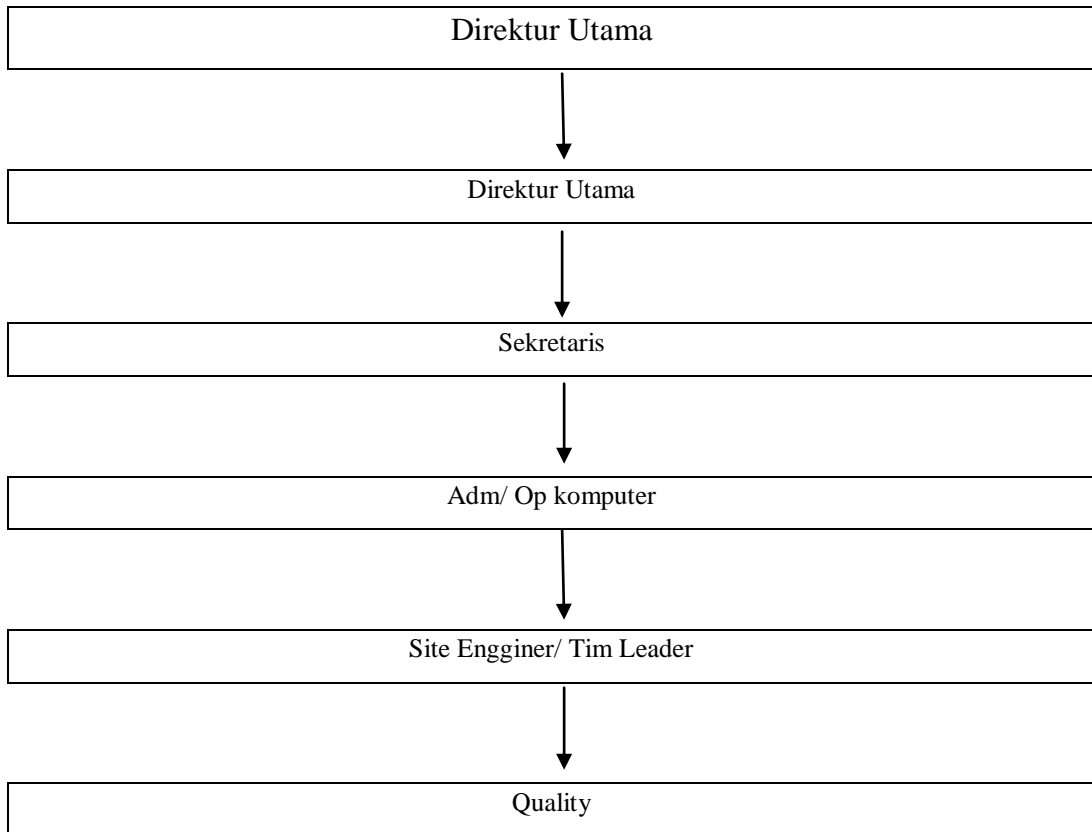 Direktur Utama
Direktur Utama
Sekretaris
Adm/ Op komputer
Site Engginer/ Tim Leader
Quality